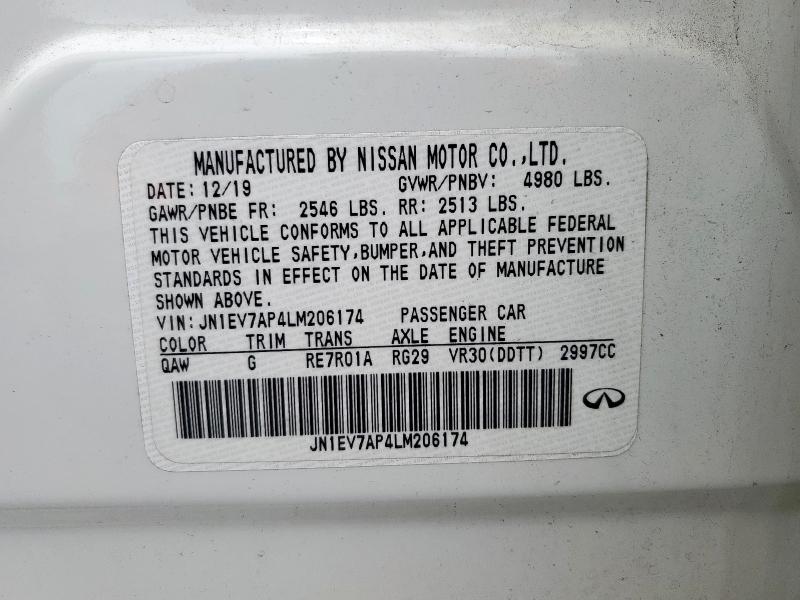 MANUFACTURED BY NISSAN MOTOR CO.,LTD.
DATE: 12/19 GVWR/PNBV: 4980 LBS.
GAWR/PNBE FR: 2546 LBS. RR: 2513 LBS.
THIS VEHICLE CONFORMS TO ALL APPLICABLE FEDERAL
MOTOR VEHICLE SAFETY,BUMPER,AND THEFT PREVENTION
STANDARDS IN EFFECT ON THE DATE OF MANUFACTURE
SHOWN ABOVE.
VIN:JN1EV7AP4LM206174 PASSENGER CAR
COLOR TRIM TRANS AXLE ENGINE
QAW G RE7R01A RG29 VR30(DDTT) 2997CC
JN1EV7AP4LM206174